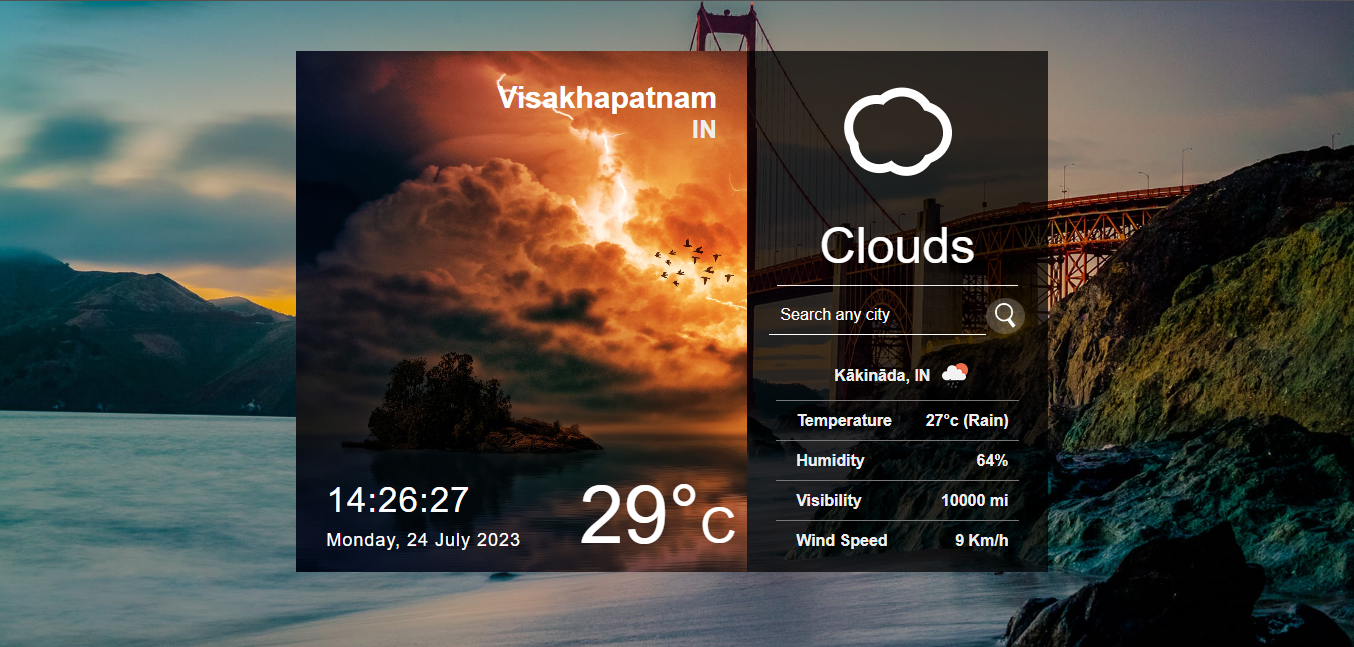 Visakhapatnam
IN
14:26:27
Monday, 24 July 2023
29°C
Clouds
Search any city
Kākināda, IN
Temperature 27°c (Rain)
Humidity 64%
Visibility 10000 mi
Wind Speed 9 Km/h